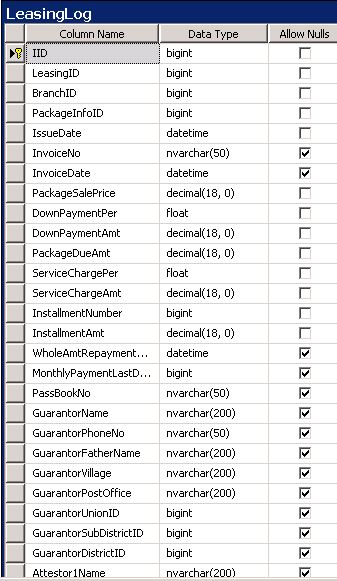 LeasingLog
Column Name Data Type Allow Nulls
IID bigint
LeasingID bigint
BranchID bigint
PackageInfoID bigint
IssueDate datetime
InvoiceNo nvarchar(50)
InvoiceDate datetime
PackageSalePrice decimal(18, 0)
DownPaymentPer float
DownPaymentAmt decimal(18, 0)
PackageDueAmt decimal(18, 0)
ServiceChargePer float
ServiceChargeAmt decimal(18, 0)
InstallmentNumber bigint
InstallmentAmt decimal(18, 0)
WholeAmtRepayment... datetime
MonthlyPaymentLastD... bigint
PassBookNo nvarchar(50)
GuarantorName nvarchar(200)
GuarantorPhoneNo nvarchar(50)
GuarantorFatherName nvarchar(200)
GuarantorVillage nvarchar(200)
GuarantorPostOffice nvarchar(200)
GuarantorUnionID bigint
GuarantorSubDistrictID bigint
GuarantorDistrictID bigint
Attestor1Name nvarchar(200)